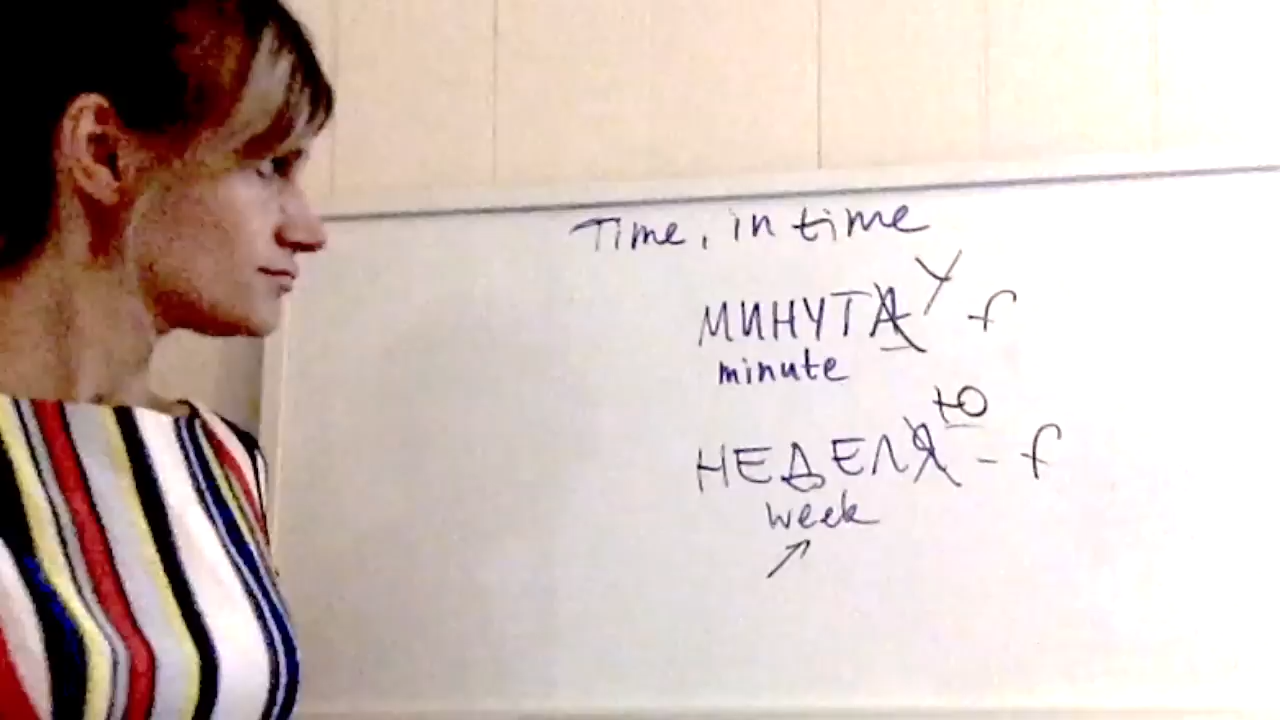 Time, in time
МИНУТА У f
minute
НЕДЕЛЯ Ю - f
week